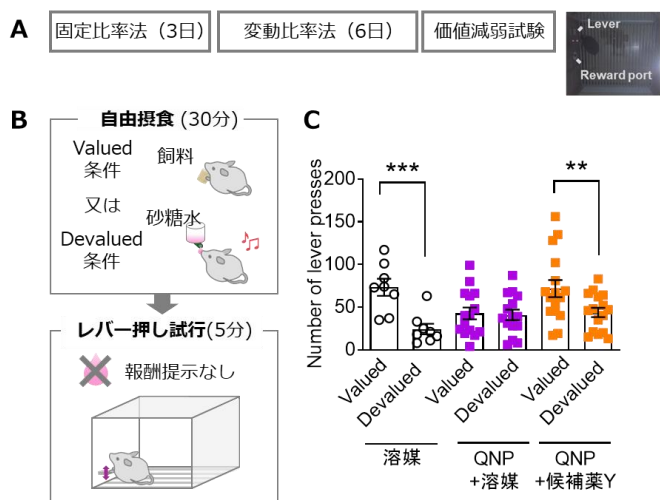 A
固定比率法（3日）
変動比率法（6日）
価値減弱試験
Lever
Reward port
B
自由摂食 (30分)
Valued
条件
飼料
又は
砂糖水
Devalued
条件
レバー押し試行(5分)
報酬提示なし
C
Number of lever presses
200
150
100
50
0
***
**
Valued
Devalued
Valued
Devalued
Valued
Devalued
溶媒
QNP
+溶媒
QNP
+候補薬Y